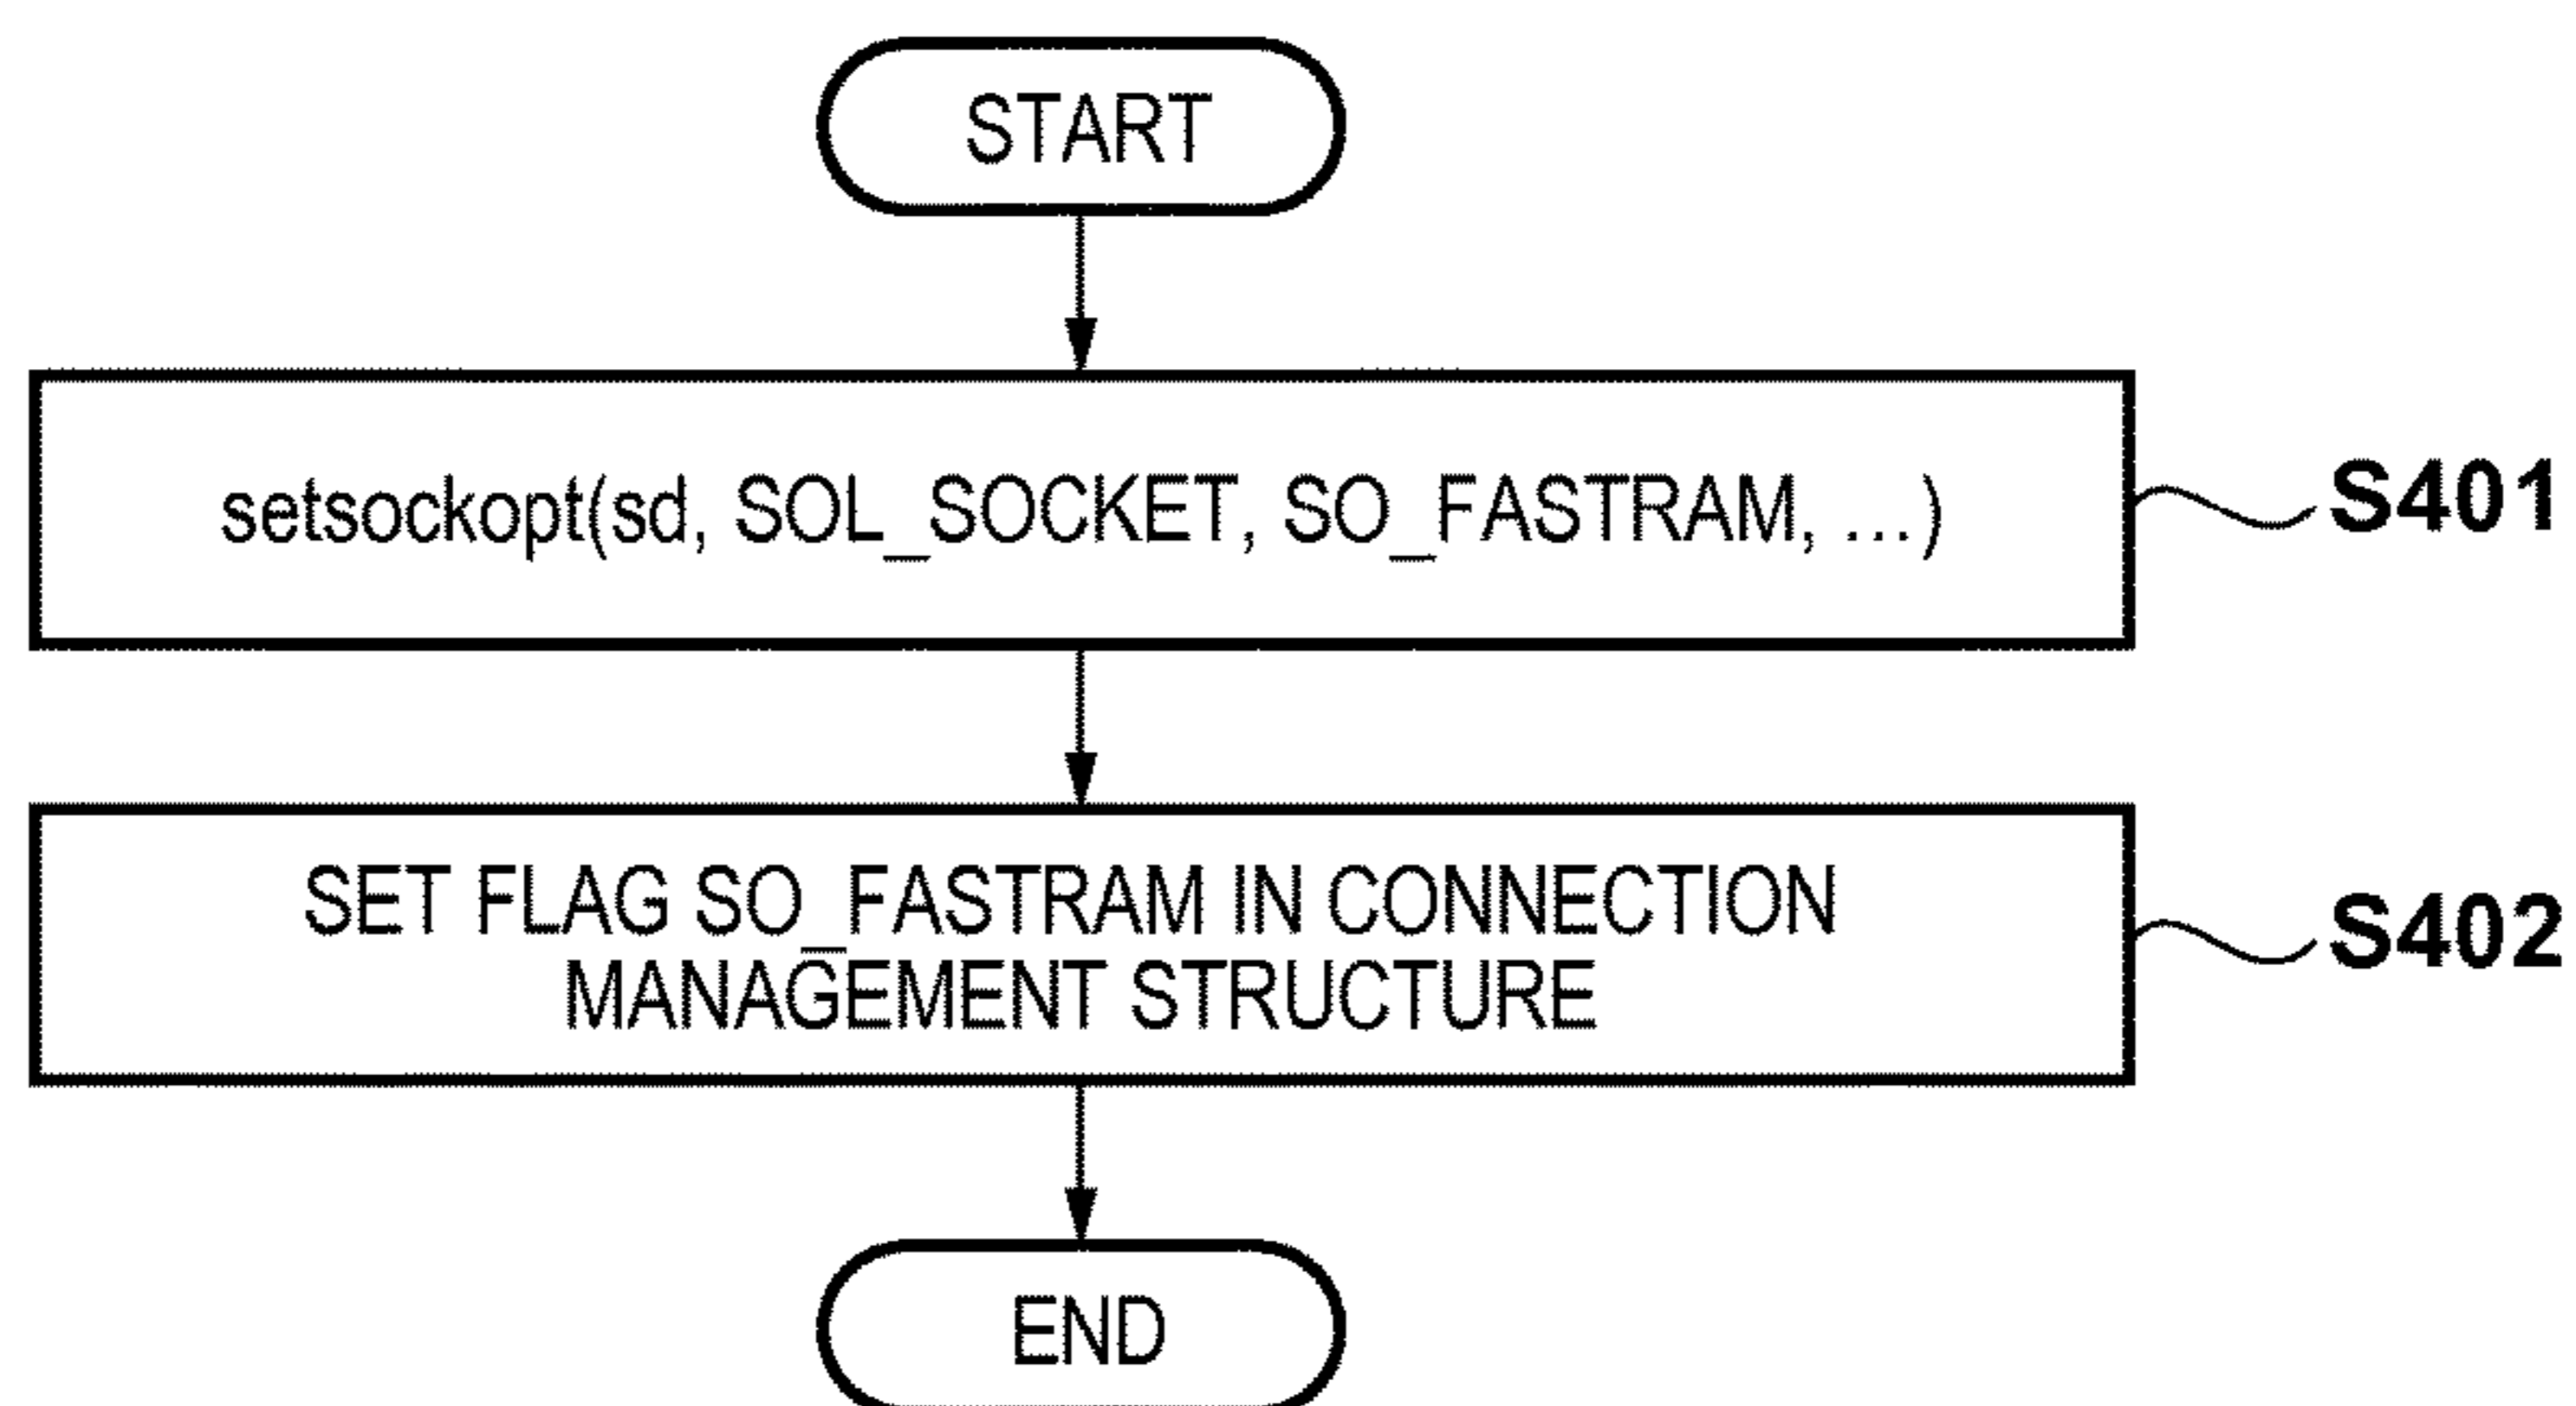 START
setsockopt(sd, SOL_SOCKET, SO_FASTRAM, ...)
S401
SET FLAG SO_FASTRAM IN CONNECTION
MANAGEMENT STRUCTURE
S402
END